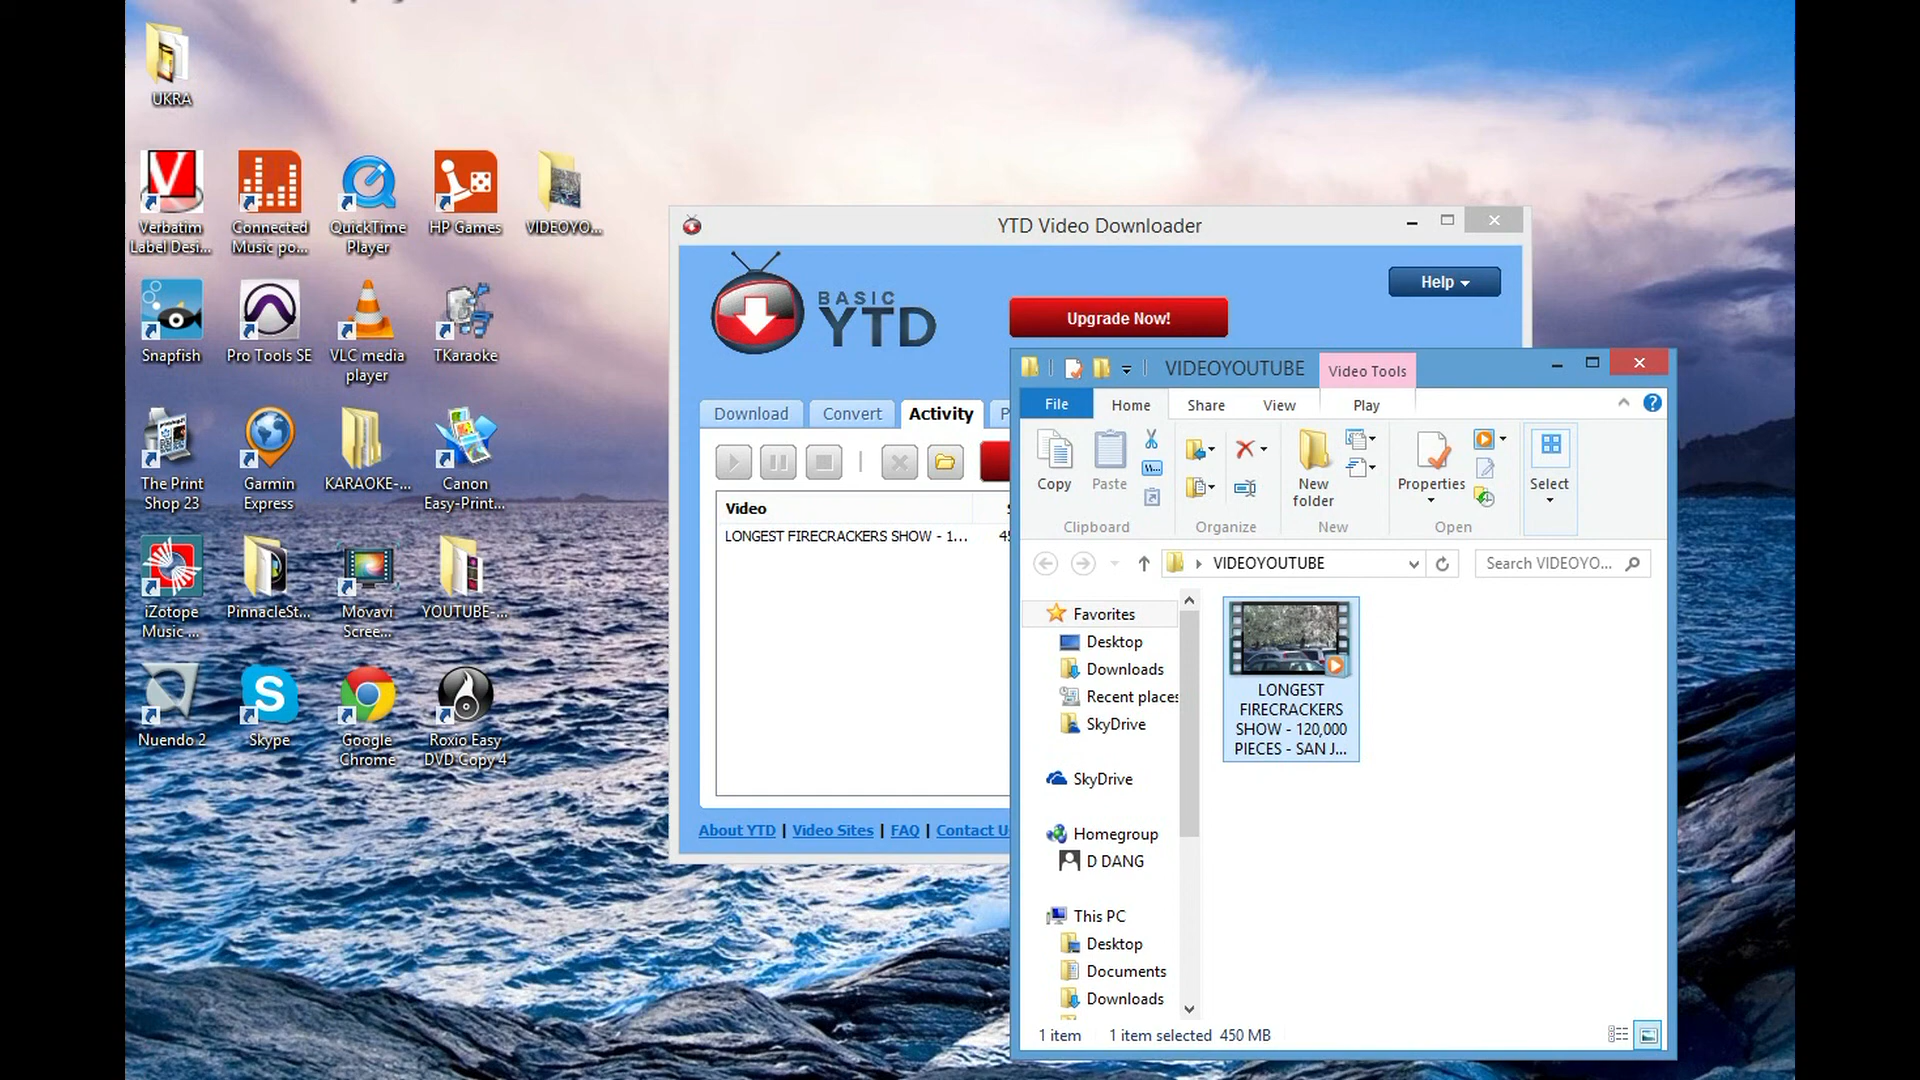 UKRA
Verbatim
Label Desi...
Connected
Music po...
QuickTime
Player
HP Games
VIDEOYO...
Snapfish
Pro Tools SE
VLC media
player
TKaraoke
The Print
Shop 23
Garmin
Express
KARAOKE-...
Canon
Easy-Print...
iZotope
Music ...
PinnacleSt...
Movavi
Scree...
YOUTUBE-...
Nuendo 2
Skype
Google
Chrome
Roxio Easy
DVD Copy 4
YTD Video Downloader
BASIC
YTD
Help
Upgrade Now!
Download
Convert
Activity
P
Video
LONGEST FIRECRACKERS SHOW - 1...
45
About YTD | Video Sites | FAQ | Contact U
VIDEOYOUTUBE
Video Tools
File
Home
Share
View
Play
Copy
Paste
New
folder
Properties
Select
Clipboard
Organize
New
Open
VIDEOYOUTUBE
Search VIDEOYO...
Favorites
Desktop
Downloads
Recent places
SkyDrive
SkyDrive
Homegroup
D DANG
This PC
Desktop
Documents
Downloads
LONGEST
FIRECRACKERS
SHOW - 120,000
PIECES - SAN J...
1 item
1 item selected 450 MB